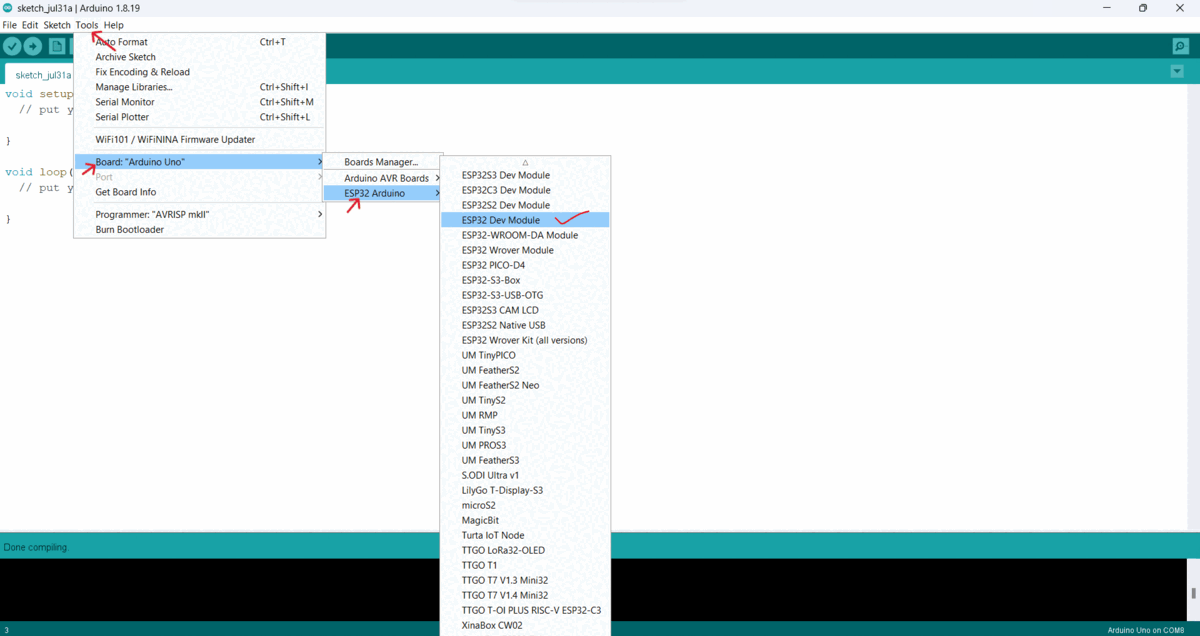 sketch_jul31a | Arduino 1.8.19
File Edit Sketch Tools Help
Auto Format Ctrl+T
Archive Sketch
Fix Encoding & Reload
Manage Libraries... Ctrl+Shift+I
Serial Monitor Ctrl+Shift+M
Serial Plotter Ctrl+Shift+L
WiFi101 / WiFiNINA Firmware Updater
Board: "Arduino Uno"
Port
Get Board Info
Programmer: "AVRISP mkII"
Burn Bootloader
sketch_jul31a
void setup
// put y
}
void loop(
// put y
}
Boards Manager...
Arduino AVR Boards
ESP32 Arduino
ESP32S3 Dev Module
ESP32C3 Dev Module
ESP32S2 Dev Module
ESP32 Dev Module
ESP32-WROOM-DA Module
ESP32 Wrover Module
ESP32 PICO-D4
ESP32-S3-Box
ESP32-S3-USB-OTG
ESP32S3 CAM LCD
ESP32S2 Native USB
ESP32 Wrover Kit (all versions)
UM TinyPICO
UM FeatherS2
UM FeatherS2 Neo
UM TinyS2
UM RMP
UM TinyS3
UM PROS3
UM FeatherS3
S.ODI Ultra v1
LilyGo T-Display-S3
microS2
MagicBit
Turta IoT Node
TTGO LoRa32-OLED
TTGO T1
TTGO T7 V1.3 Mini32
TTGO T7 V1.4 Mini32
TTGO T-OI PLUS RISC-V ESP32-C3
XinaBox CW02
Done compiling.
3
Arduino Uno on COM8